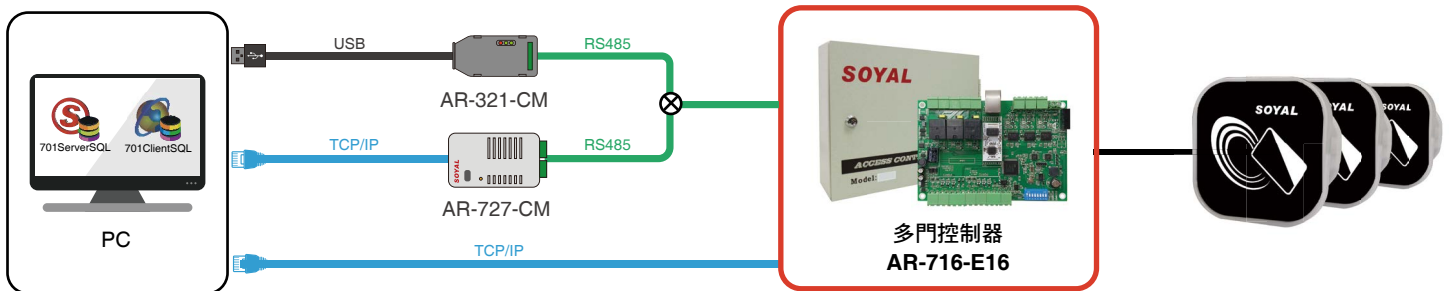 USB
RS485
AR-321-CM
701ServerSQL
701ClientSQL
TCP/IP
RS485
SOYAL
AR-727-CM
PC
TCP/IP
SOYAL
ACCESS CONT
Model:
多門控制器
AR-716-E16
SOYAL
SOYAL
SOYAL